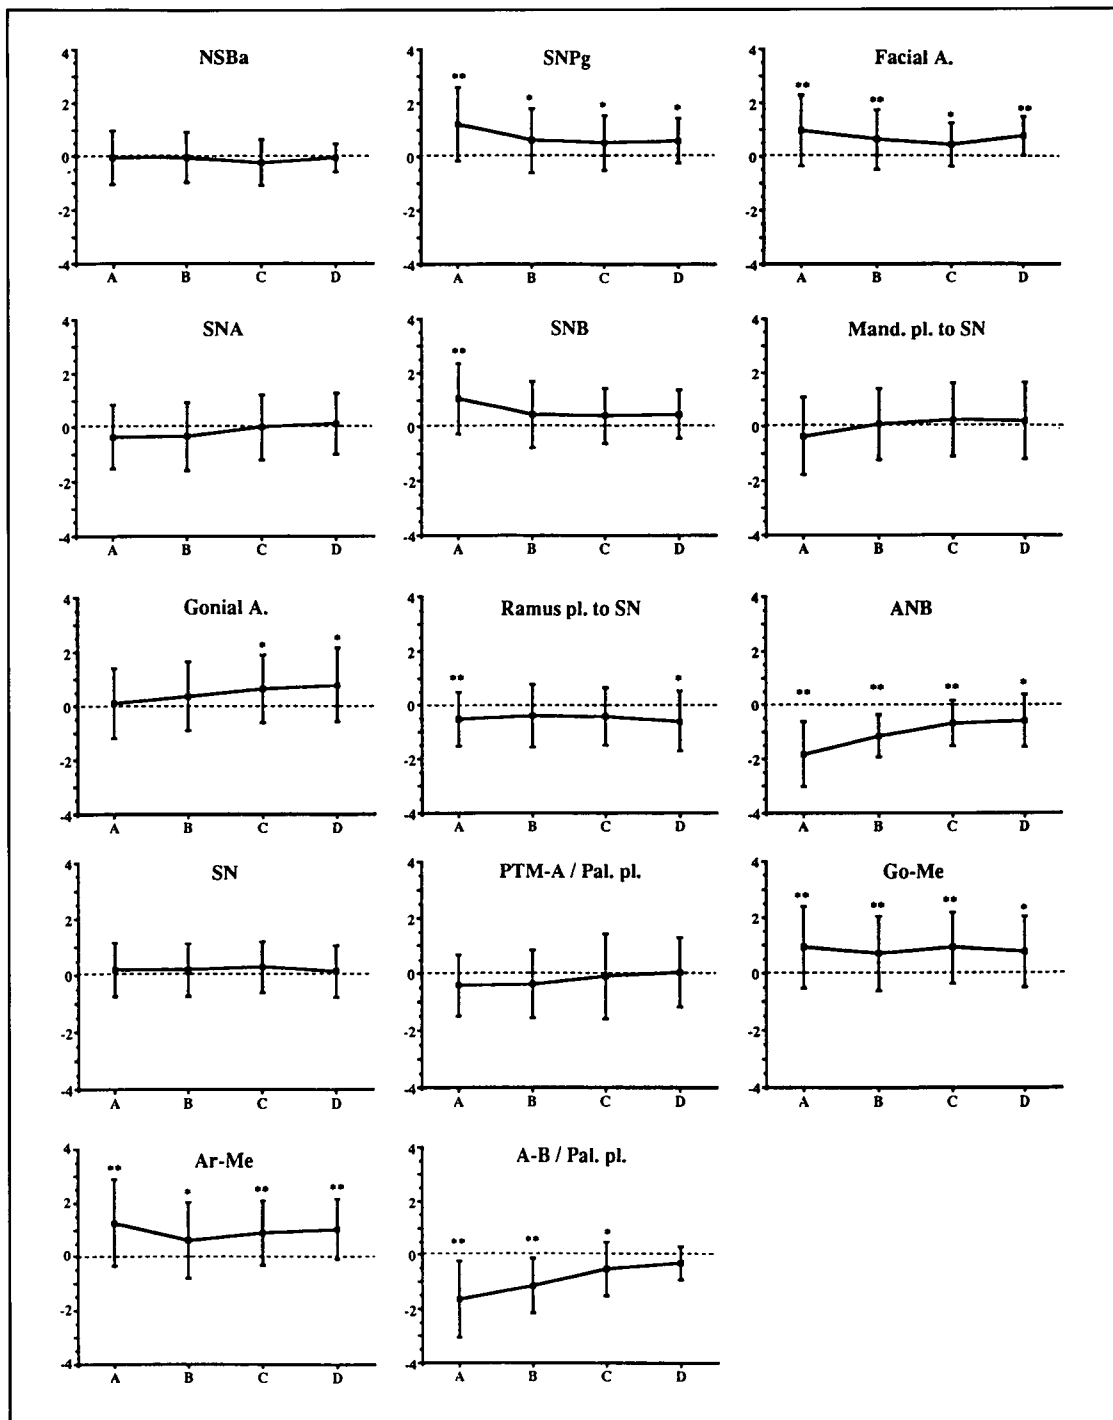 NSBa
4
2
0
-2
-4
A B C D
SNPg
** * * *
4
2
0
-2
-4
A B C D
Facial A.
** ** * **
4
2
0
-2
-4
A B C D
SNA
4
2
0
-2
-4
A B C D
SNB
**
4
2
0
-2
-4
A B C D
Mand. pl. to SN
4
2
0
-2
-4
A B C D
Gonial A.
* *
4
2
0
-2
-4
A B C D
Ramus pl. to SN
** *
4
2
0
-2
-4
A B C D
ANB
** ** ** *
4
2
0
-2
-4
A B C D
SN
4
2
0
-2
-4
A B C D
PTM-A / Pal. pl.
4
2
0
-2
-4
A B C D
Go-Me
** ** ** *
4
2
0
-2
-4
A B C D
Ar-Me
** * ** **
4
2
0
-2
-4
A B C D
A-B / Pal. pl.
** ** *
4
2
0
-2
-4
A B C D